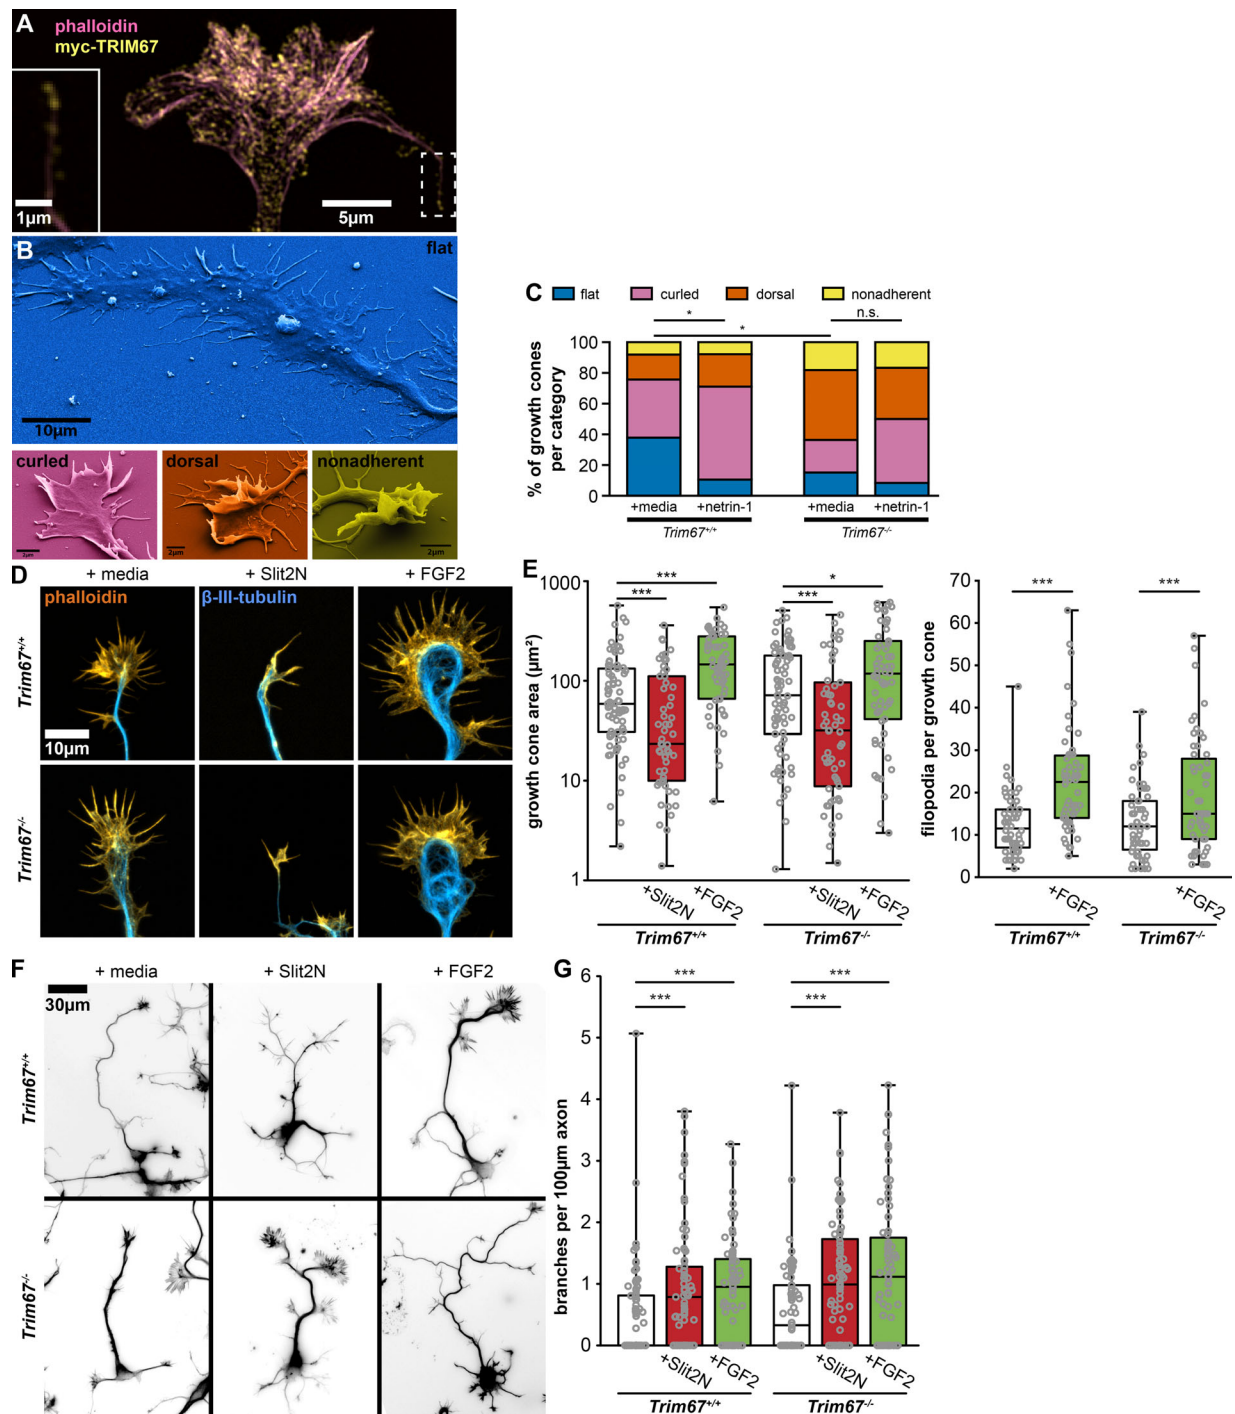 A
phalloidin
myc-TRIM67
1µm
5µm
B
flat
10µm
curled
dorsal
nonadherent
2µm
2µm
2µm
C
flat
curled
dorsal
nonadherent
*
n.s.
*
% of growth cones
per category
100
80
60
40
20
0
+media
+netrin-1
+media
+netrin-1
Trim67+/+
Trim67-/-
D
+ media
+ Slit2N
+ FGF2
phalloidin
β-III-tubulin
Trim67+/+
10µm
Trim67-/-
E
growth cone area (µm²)
1000
100
10
1
***
***
*
***
+Slit2N
+FGF2
+Slit2N
+FGF2
Trim67+/+
Trim67-/-
filopodia per growth cone
70
60
50
40
30
20
10
0
***
***
+FGF2
+FGF2
Trim67+/+
Trim67-/-
F
+ media
+ Slit2N
+ FGF2
30µm
Trim67+/+
Trim67-/-
G
branches per 100µm axon
6
5
4
3
2
1
0
***
***
***
***
+Slit2N
+FGF2
+Slit2N
+FGF2
Trim67+/+
Trim67-/-